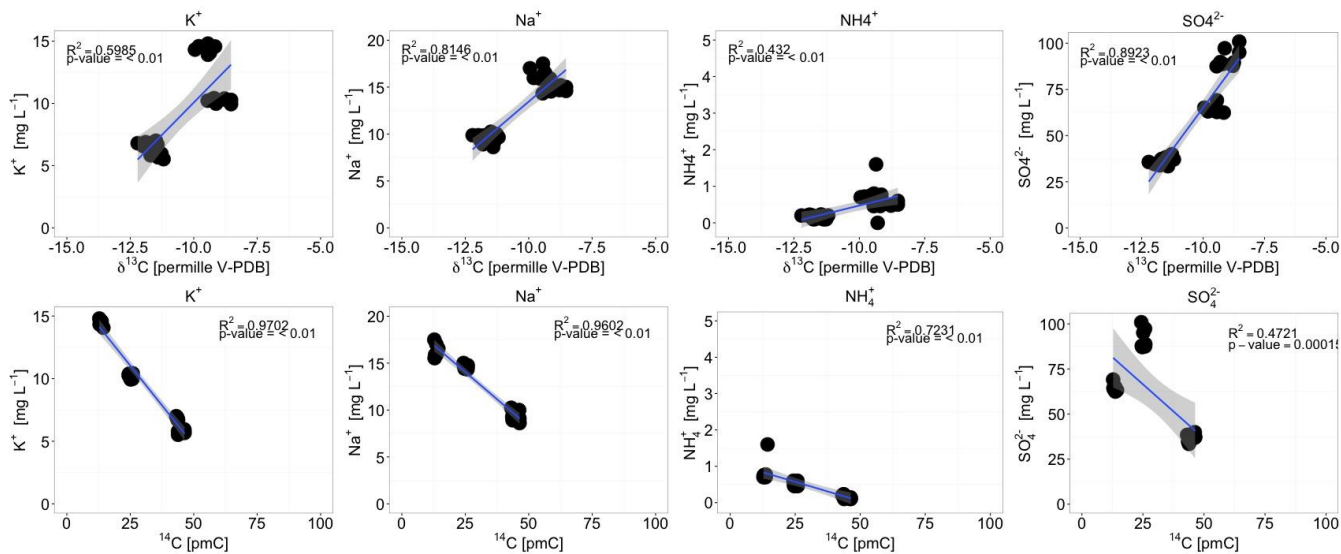 K⁺
R² = 0.5985
p-value = < 0.01
15
10
5
0
K⁺ [mg L⁻¹]
-15.0 -12.5 -10.0 -7.5 -5.0
δ¹³C [permille V-PDB]
Na⁺
R² = 0.8146
p-value = < 0.01
20
15
10
5
0
Na⁺ [mg L⁻¹]
-15.0 -12.5 -10.0 -7.5 -5.0
δ¹³C [permille V-PDB]
NH4⁺
R² = 0.432
p-value = < 0.01
5
4
3
2
1
0
NH4⁺ [mg L⁻¹]
-15.0 -12.5 -10.0 -7.5 -5.0
δ¹³C [permille V-PDB]
SO4²⁻
R² = 0.8923
p-value = < 0.01
100
75
50
25
0
SO4²⁻ [mg L⁻¹]
-15.0 -12.5 -10.0 -7.5 -5.0
δ¹³C [permille V-PDB]
K⁺
R² = 0.9702
p-value = < 0.01
15
10
5
0
K⁺ [mg L⁻¹]
0 25 50 75 100
¹⁴C [pmC]
Na⁺
R² = 0.9602
p-value = < 0.01
20
15
10
5
0
Na⁺ [mg L⁻¹]
0 25 50 75 100
¹⁴C [pmC]
NH₄⁺
R² = 0.7231
p-value = < 0.01
5
4
3
2
1
0
NH₄⁺ [mg L⁻¹]
0 25 50 75 100
¹⁴C [pmC]
SO₄²⁻
R² = 0.4721
p − value = 0.00015
100
75
50
25
0
SO₄²⁻ [mg L⁻¹]
0 25 50 75 100
¹⁴C [pmC]